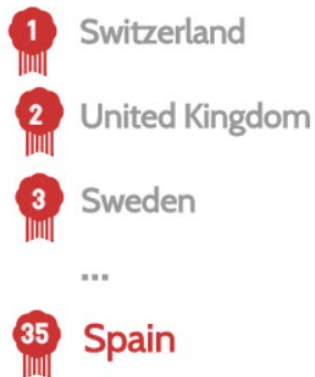 1 Switzerland
2 United Kingdom
3 Sweden
...
35 Spain